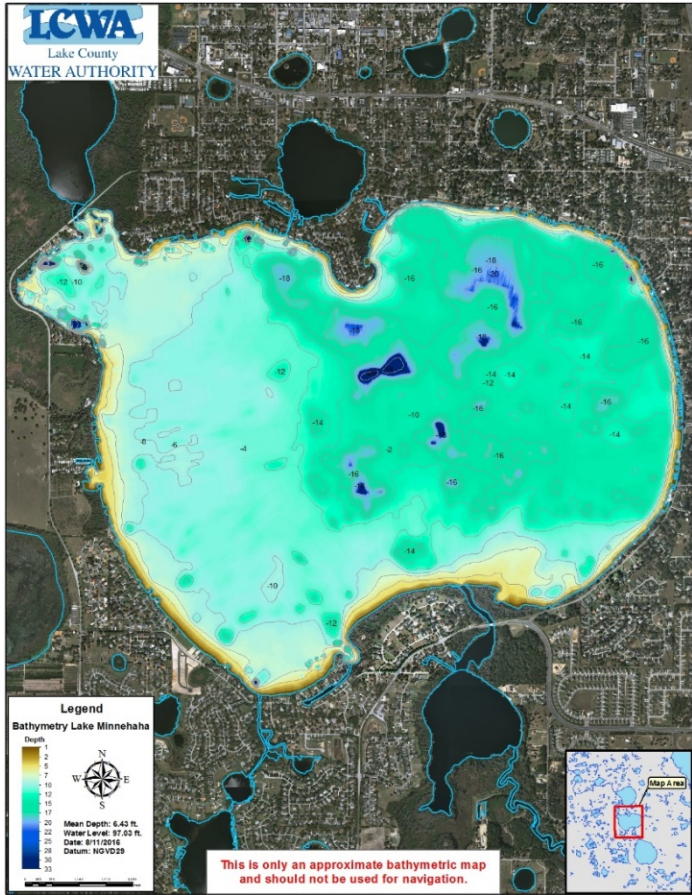 LCWA
Lake County
WATER AUTHORITY
-18
-18
-16
-16
-20
-16
-12
-10
-16
-16
-16
-14
-12
-14
-14
-12
-16
-16
-14
-14
-10
-14
-8
-6
-4
-2
-16
-16
-16
-14
-10
-12
Legend
Bathymetry Lake Minnehaha
Depth
1
2
5
7
10
12
15
17
20
22
25
28
30
33
N
W
E
S
Mean Depth: 6.43 ft.
Water Level: 97.03 ft.
Date: 8/11/2016
Datum: NGVD29
Map Area
This is only an approximate bathymetric map
and should not be used for navigation.